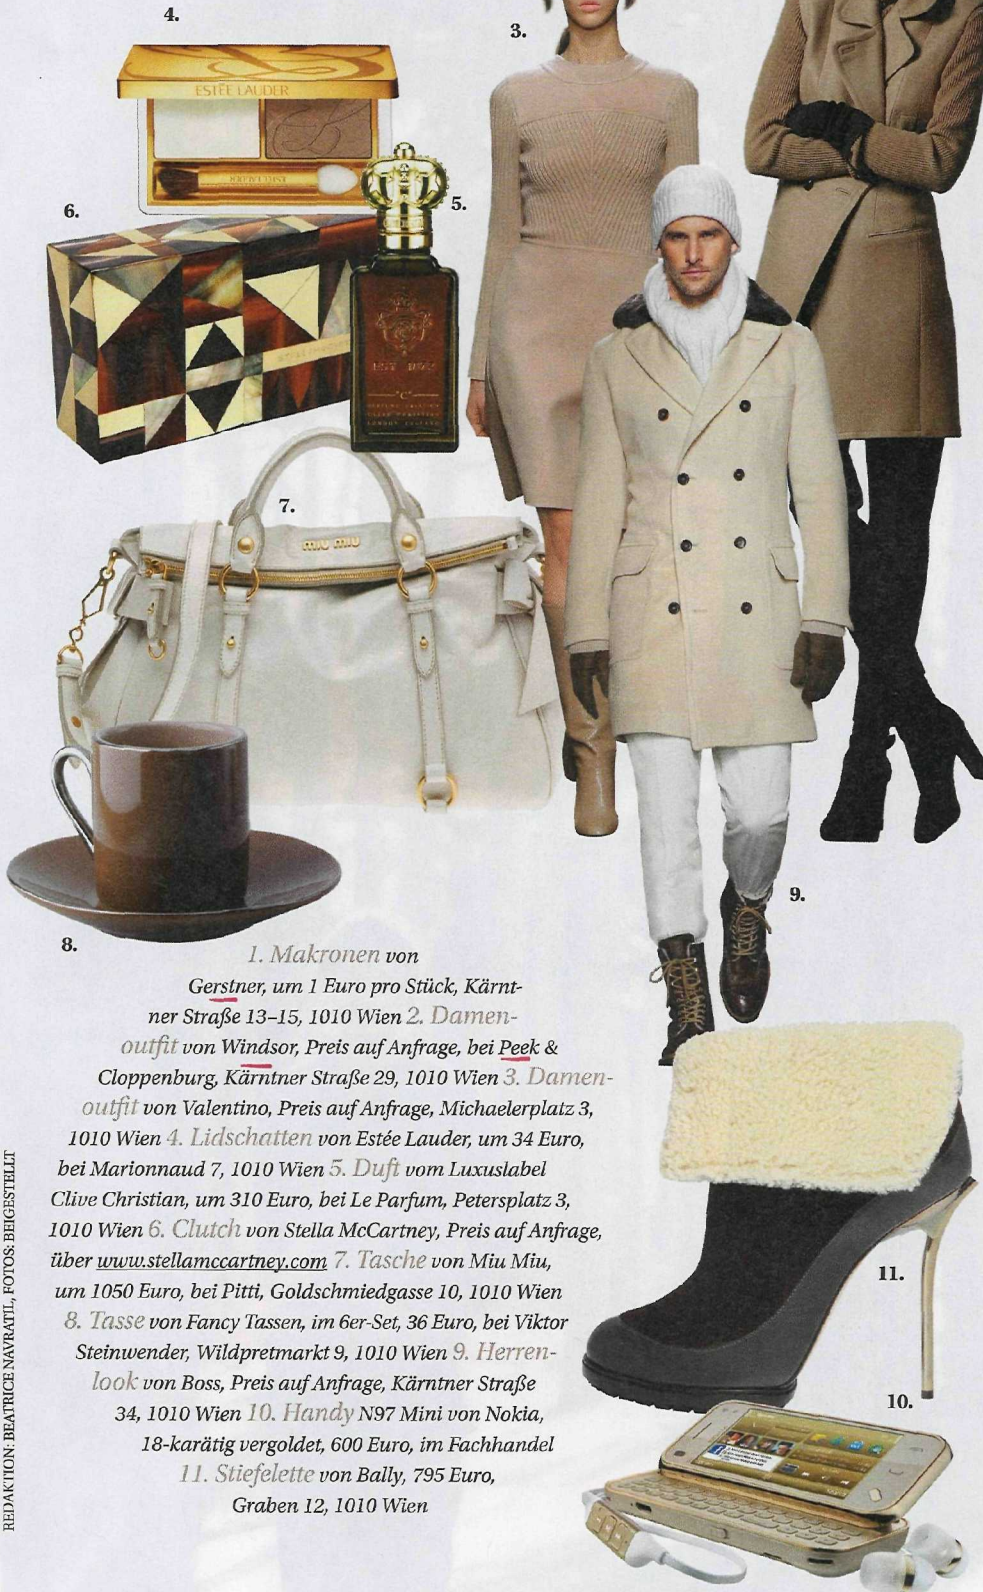 4.
3.
ESTĒE LAUDER
5.
6.
"C"
7.
miu miu
9.
8.
1. Makronen von
Gerstner, um 1 Euro pro Stück, Kärnt-
ner Straße 13–15, 1010 Wien 2. Damen-
outfit von Windsor, Preis auf Anfrage, bei Peek &
Cloppenburg, Kärntner Straße 29, 1010 Wien 3. Damen-
outfit von Valentino, Preis auf Anfrage, Michaelerplatz 3,
1010 Wien 4. Lidschatten von Estée Lauder, um 34 Euro,
bei Marionnaud 7, 1010 Wien 5. Duft vom Luxuslabel
Clive Christian, um 310 Euro, bei Le Parfum, Petersplatz 3,
1010 Wien 6. Clutch von Stella McCartney, Preis auf Anfrage,
über www.stellamccartney.com 7. Tasche von Miu Miu,
um 1050 Euro, bei Pitti, Goldschmiedgasse 10, 1010 Wien
8. Tasse von Fancy Tassen, im 6er-Set, 36 Euro, bei Viktor
Steinwender, Wildpretmarkt 9, 1010 Wien 9. Herren-
look von Boss, Preis auf Anfrage, Kärntner Straße
34, 1010 Wien 10. Handy N97 Mini von Nokia,
18-karätig vergoldet, 600 Euro, im Fachhandel
11. Stiefelette von Bally, 795 Euro,
Graben 12, 1010 Wien
11.
10.
REDAKTION: BEATRICE NAVRATIL, FOTOS: BEIGESTELLT